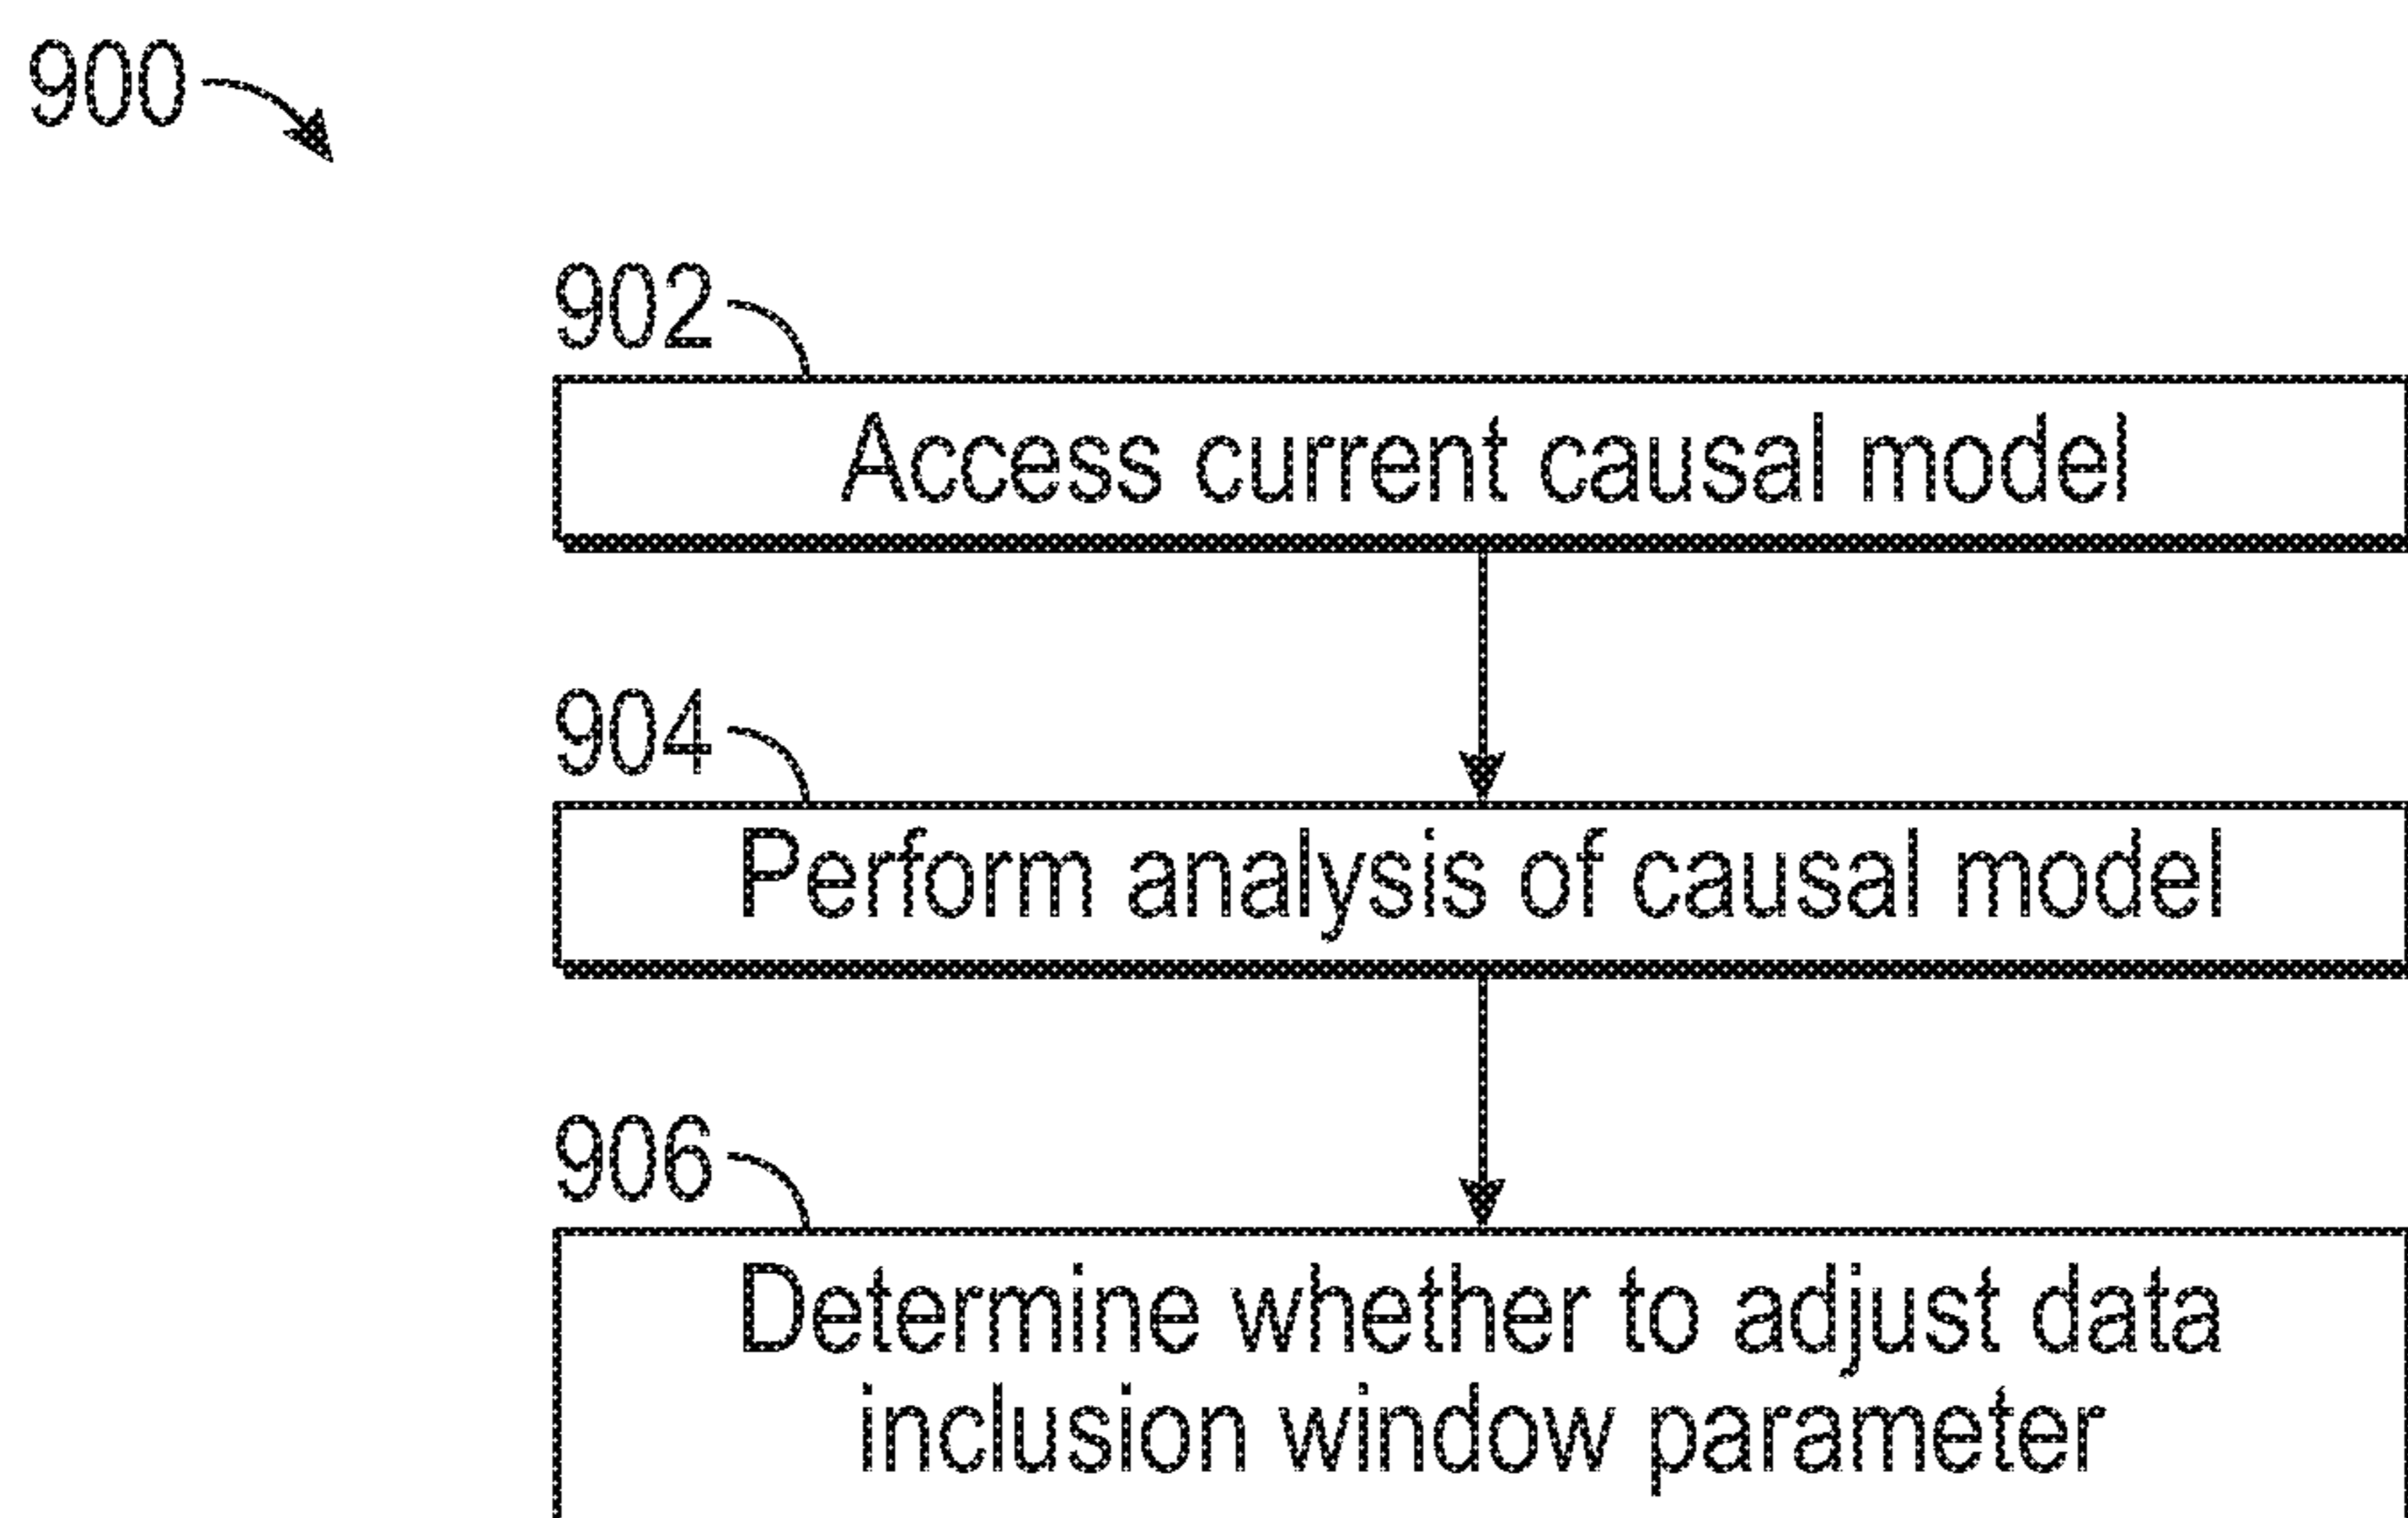 900
902
Access current causal model
904
Perform analysis of causal model
906
Determine whether to adjust data
inclusion window parameter